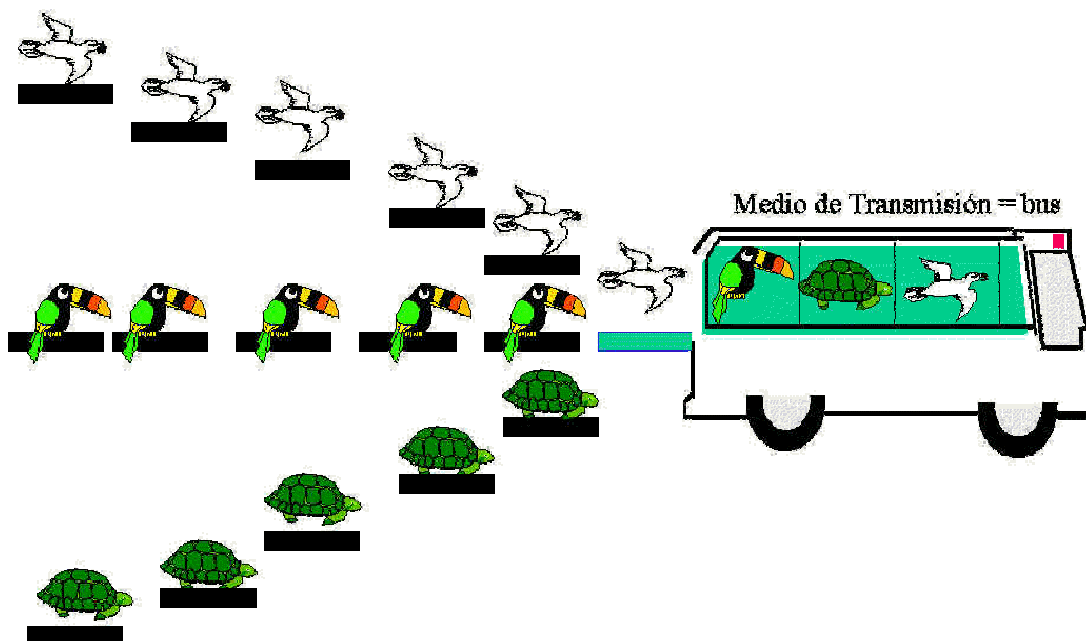 Medio de Transmisión = bus